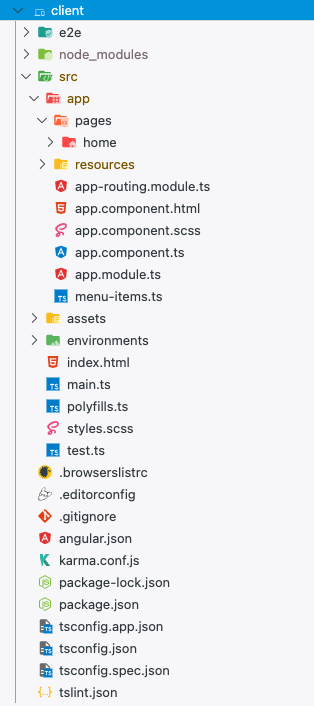 client
e2e
node_modules
src
app
pages
home
resources
app-routing.module.ts
app.component.html
app.component.scss
app.component.ts
app.module.ts
menu-items.ts
assets
environments
index.html
main.ts
polyfills.ts
styles.scss
test.ts
.browserslistrc
.editorconfig
.gitignore
angular.json
karma.conf.js
package-lock.json
package.json
tsconfig.app.json
tsconfig.json
tsconfig.spec.json
tslint.json